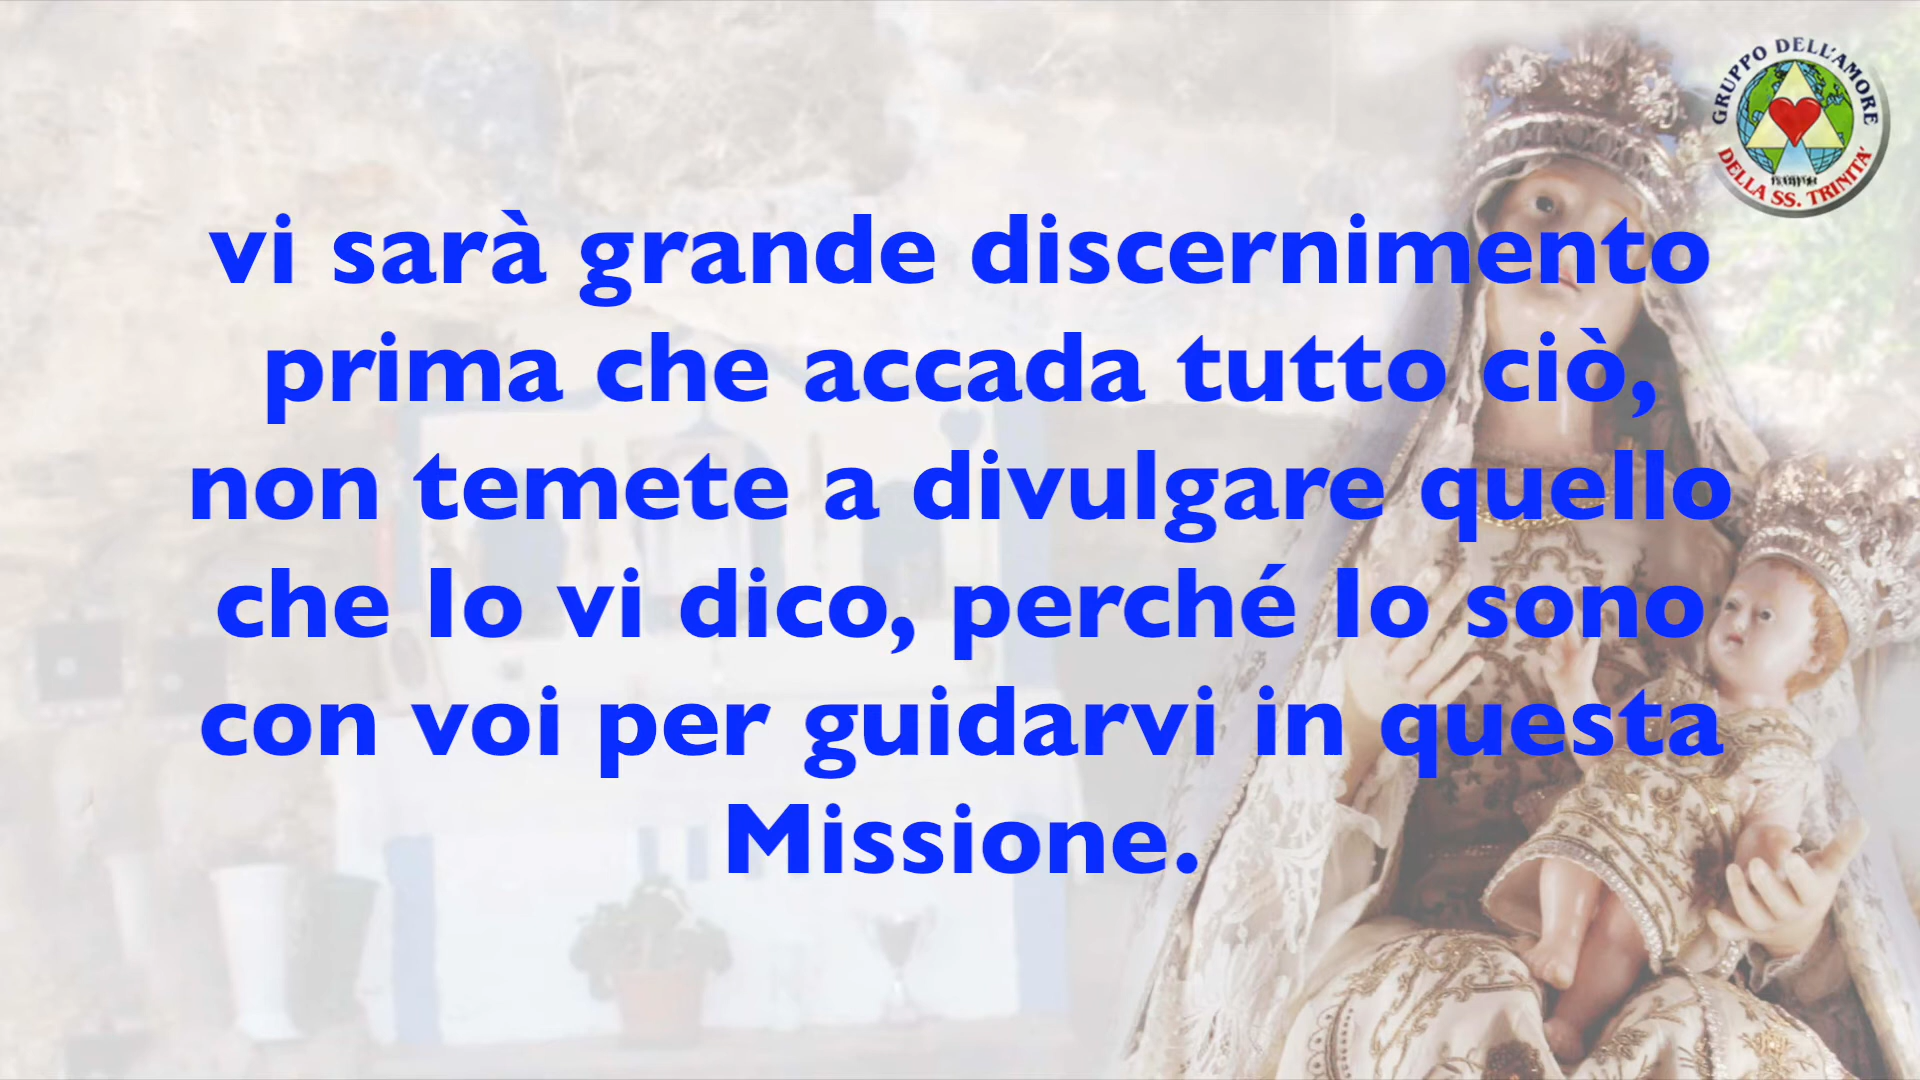 GRUPPO DELL'AMORE
DELLA SS. TRINITA'
vi sarà grande discernimento
prima che accada tutto ciò,
non temete a divulgare quello
che Io vi dico, perché Io sono
con voi per guidarvi in questa
Missione.